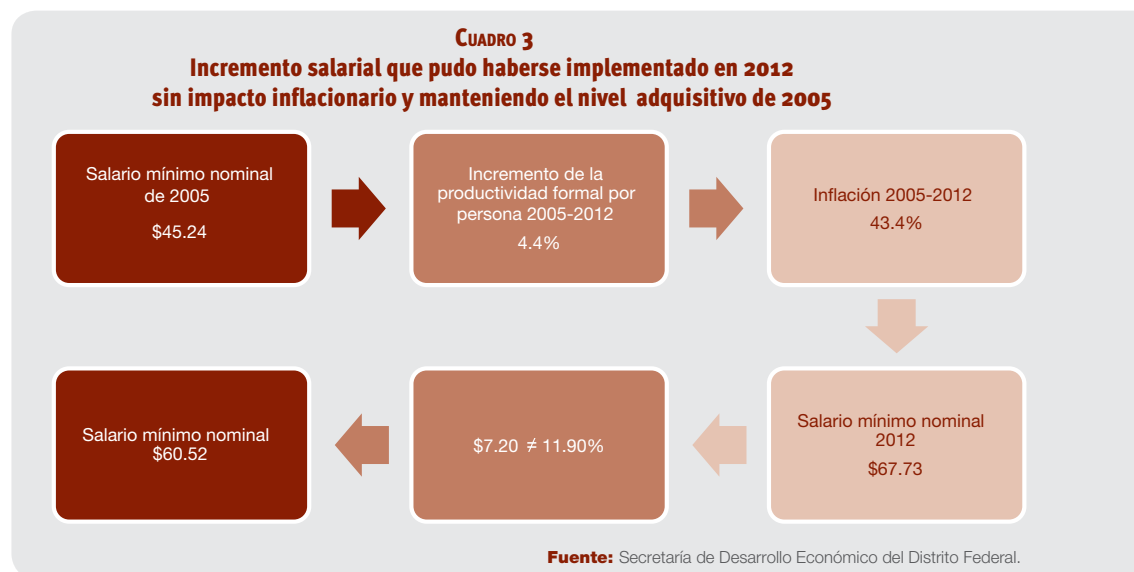 CUADRO 3
Incremento salarial que pudo haberse implementado en 2012
sin impacto inflacionario y manteniendo el nivel adquisitivo de 2005
Salario mínimo nominal
de 2005
$45.24
Incremento de la
productividad formal por
persona 2005-2012
4.4%
Inflación 2005-2012
43.4%
Salario mínimo nominal
2012
$67.73
$7.20 ≠ 11.90%
Salario mínimo nominal
$60.52
Fuente: Secretaría de Desarrollo Económico del Distrito Federal.